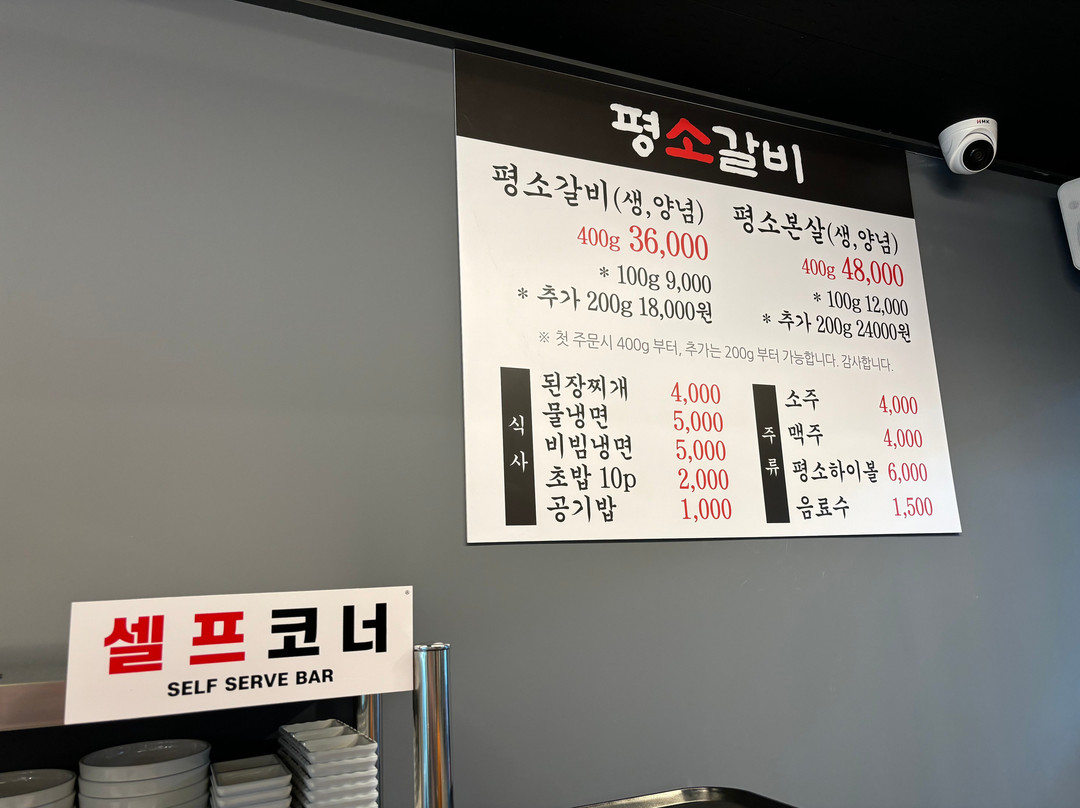 평소갈비
평소갈비(생,양념)
400g 36,000
* 100g 9,000
* 추가 200g 18,000원
평소본살(생,양념)
400g 48,000
* 100g 12,000
* 추가 200g 24000원
※ 첫 주문시 400g 부터, 추가는 200g 부터 가능합니다. 감사합니다.
식사
된장찌개 4,000
물냉면 5,000
비빔냉면 5,000
초밥 10p 2,000
공기밥 1,000
주류
소주 4,000
맥주 4,000
평소하이볼 6,000
음료수 1,500
셀프코너
SELF SERVE BAR